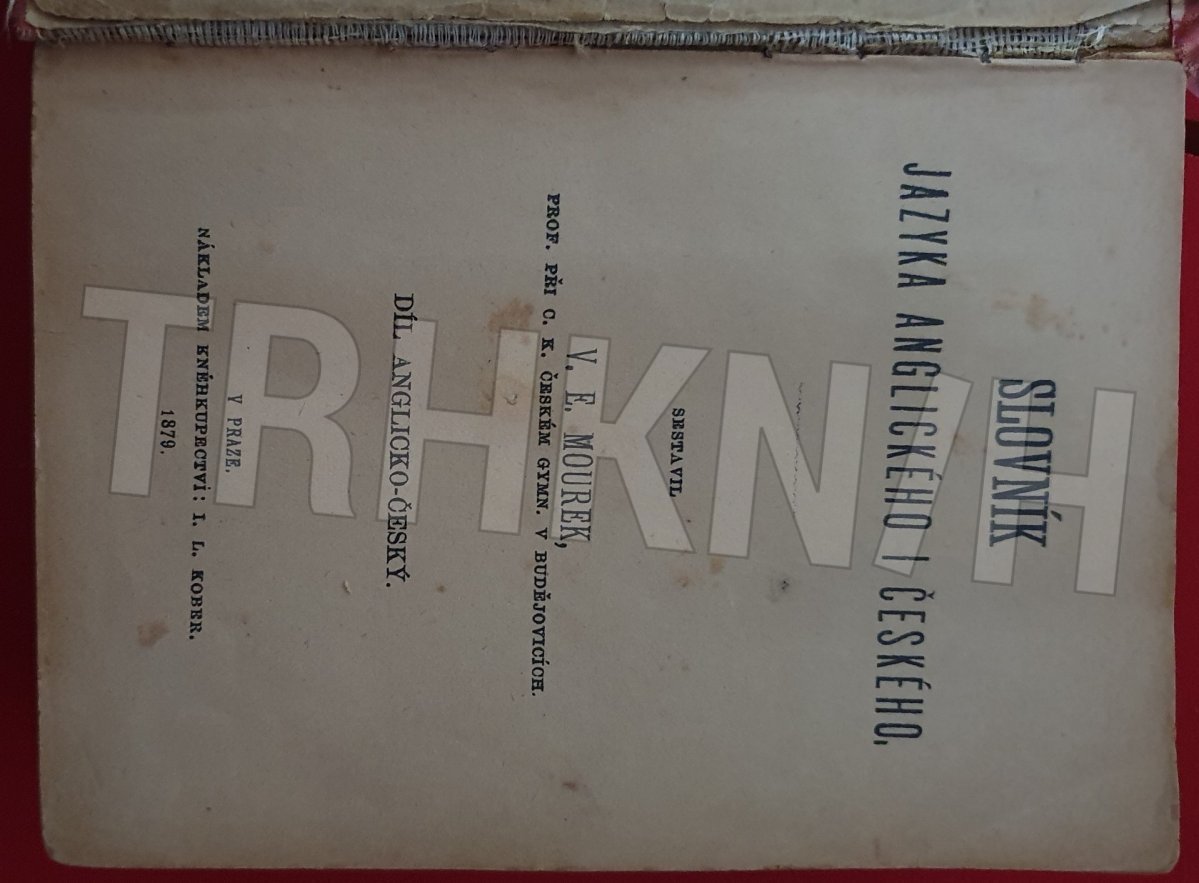 SLOVNÍK
JAZYKA ANGLICKÉHO I ČESKÉHO,
SESTAVIL
V. E. MOUREK,
PROF. PŘI C. K. ČESKÉM GYMN. V BUDĚJOVICÍCH.
DÍL ANGLICKO-ČESKÝ.
V PRAZE.
NÁKLADEM KNĚHKUPECTVÍ: I. L. KOBER.
1879.
TRHKNIH